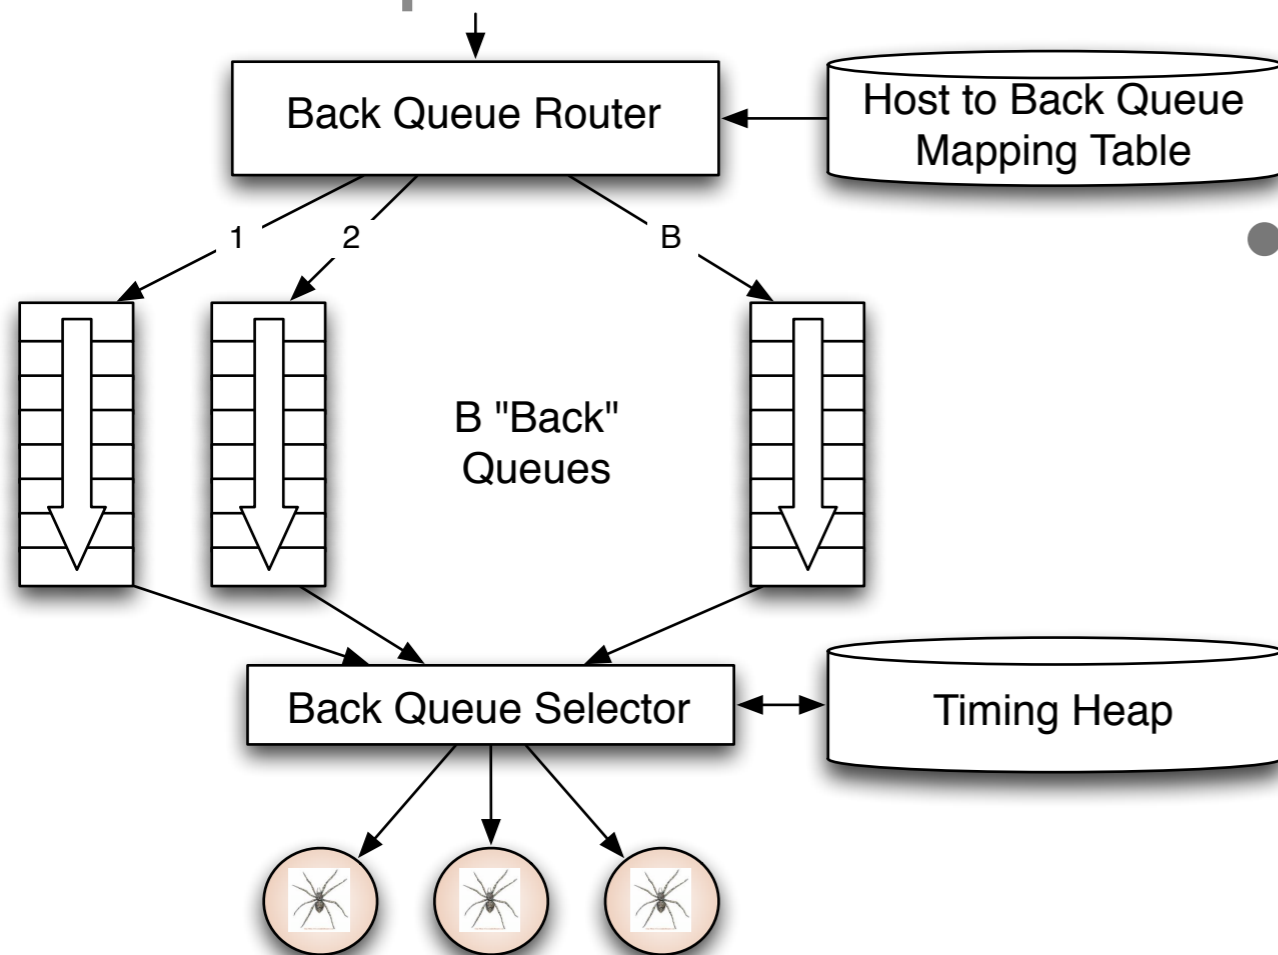 Back Queue Router
Host to Back Queue
Mapping Table
1
2
B
B "Back"
Queues
Back Queue Selector
Timing Heap